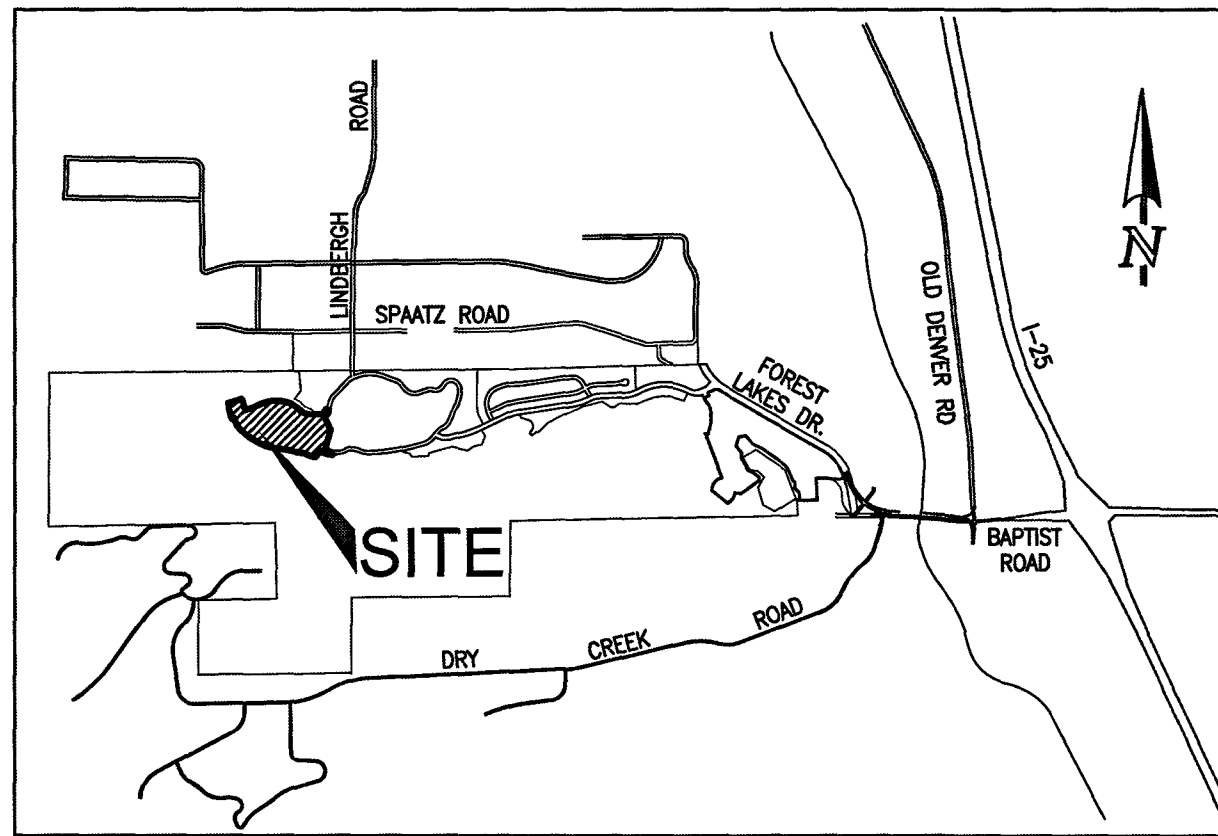 LINDBERGH ROAD
SPAATZ ROAD
FOREST
LAKES DR.
OLD DENVER RD
I-25
N
SITE
BAPTIST
ROAD
DRY CREEK ROAD